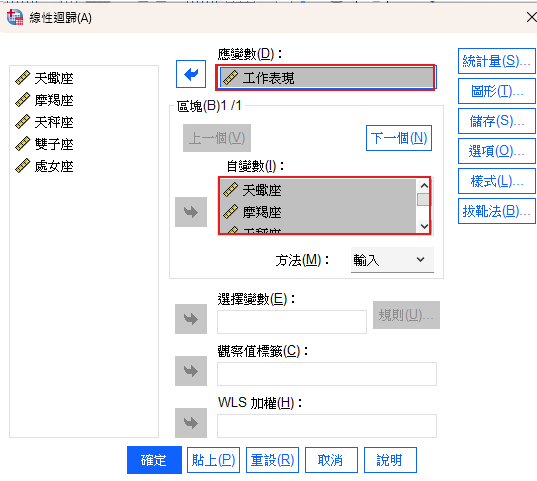 線性迴歸(A)
天蠍座
摩羯座
天秤座
雙子座
處女座
應變數(D)：
工作表現
區塊(B)1 /1
上一個(V)
下一個(N)
自變數(I)：
天蠍座
摩羯座
天秤座
方法(M)：
輸入
選擇變數(E)：
規則(U)...
觀察值標籤(C)：
WLS 加權(H)：
統計量(S)...
圖形(T)...
儲存(S)...
選項(O)...
樣式(L)...
拔靴法(B)...
確定
貼上(P)
重設(R)
取消
說明